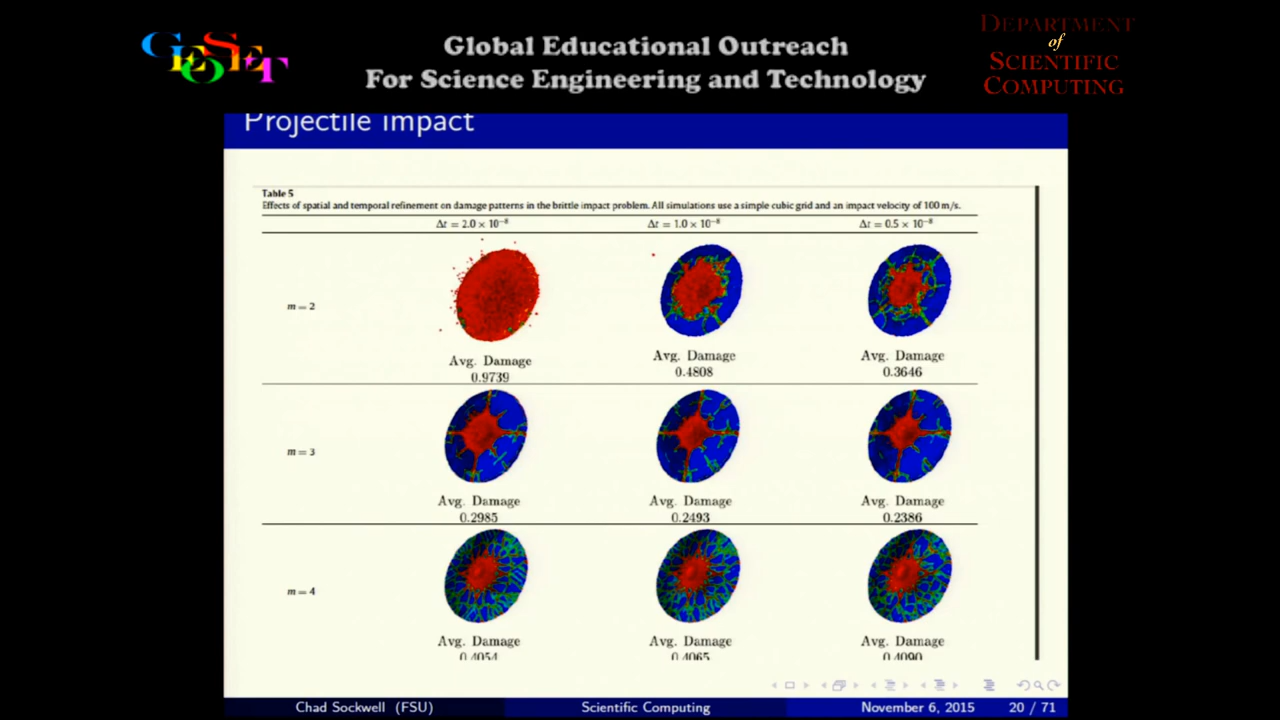 GEOSET
Global Educational Outreach
For Science Engineering and Technology
DEPARTMENT
of
SCIENTIFIC
COMPUTING
Projectile impact
Table 5
Effects of spatial and temporal refinement on damage patterns in the brittle impact problem. All simulations use a simple cubic grid and an impact velocity of 100 m/s.
Δt = 2.0 × 10⁻⁸ Δt = 1.0 × 10⁻⁸ Δt = 0.5 × 10⁻⁸
m = 2
Avg. Damage Avg. Damage Avg. Damage
0.9739 0.4808 0.3646
m = 3
Avg. Damage Avg. Damage Avg. Damage
0.2985 0.2493 0.2386
m = 4
Avg. Damage Avg. Damage Avg. Damage
0.4054 0.4065 0.4090
Chad Sockwell (FSU) Scientific Computing November 6, 2015 20 / 71